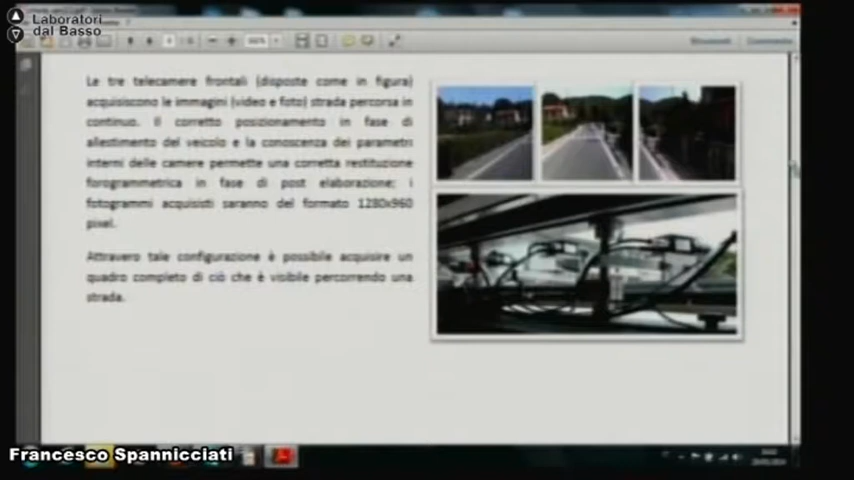 Laboratori
dal Basso
Le tre telecamere frontali (disposte come in figura)
acquisiscono le immagini (video e foto) strada percorsa in
continuo. Il corretto posizionamento in fase di
allestimento del veicolo e la conoscenza dei parametri
interni delle camere permette una corretta restituzione
forogrammetrica in fase di post elaborazione; i
fotogrammi acquisiti saranno del formato 1280x960
pixel.
Attravero tale configurazione è possibile acquisire un
quadro completo di ciò che è visibile percorrendo una
strada.
Francesco Spannicciati